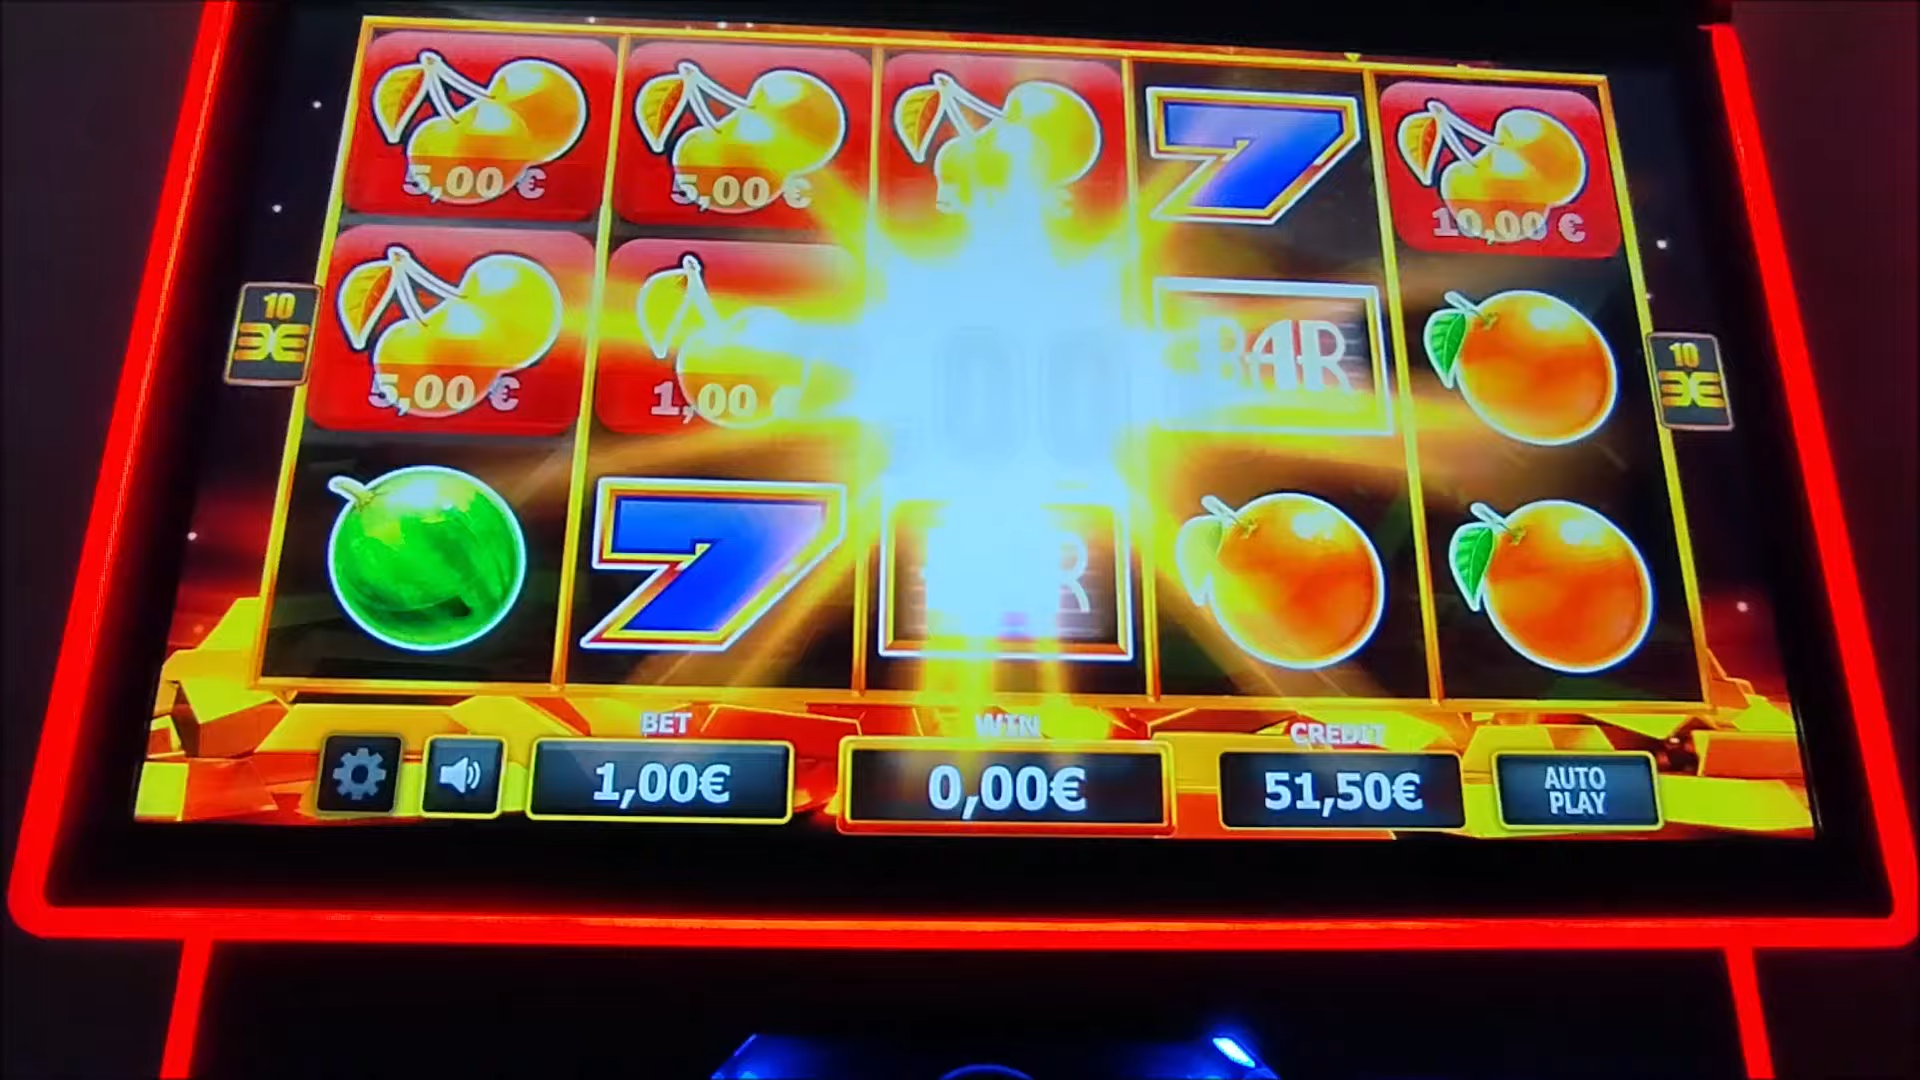 5,00 €
5,00 €
10,00 €
10
5,00 €
1,00
BAR
10
BET
WIN
CREDIT
1,00€
0,00€
51,50€
AUTO
PLAY